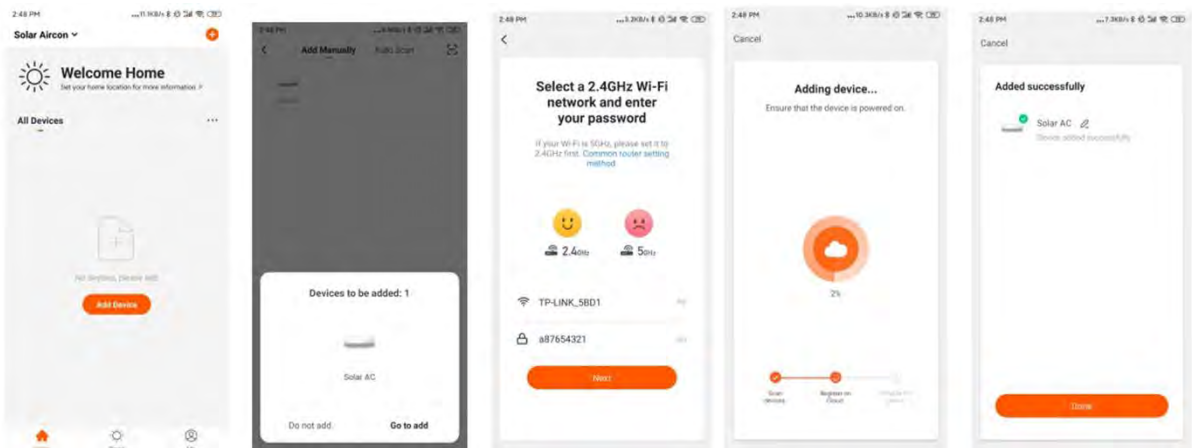 2:48 PM
Solar Aircon
Welcome Home
Set your home location for more information
All Devices
Add Device
2:48 PM
Add Manually Auto Scan
Devices to be added: 1
Solar AC
Do not add Go to add
2:48 PM
Select a 2.4GHz Wi-Fi
network and enter
your password
If your Wi-Fi is 5GHz, please set it to
2.4GHz first. Common router setting
method
2.4GHz 5GHz
TP-LINK_5BD1
a87654321
Next
2:48 PM
Cancel
Adding device...
Ensure that the device is powered on.
2%
Scan
devices
Register on
Cloud
2:48 PM
Cancel
Added successfully
Solar AC
Device added successfully
Done